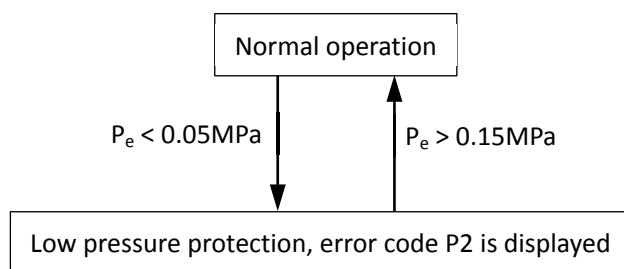 Normal operation
Pₑ < 0.05MPa
Pₑ > 0.15MPa
Low pressure protection, error code P2 is displayed